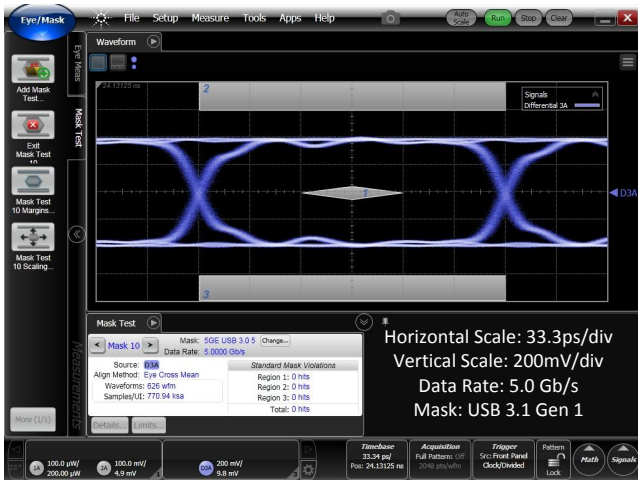 Eye/Mask
File Setup Measure Tools Apps Help
Auto Scale
Run
Stop
Clear
Waveform
Eye Meas
Mask Test
Add Mask
Test...
Exit
Mask Test
10
Mask Test
10 Margins...
Mask Test
10 Scaling...
More (1/1)
24.13125 ns
2
Signals
Differential 3A
1
D3A
3
Measurements
Mask Test
Mask 10
Mask: 5GE USB 3.0 5 Change...
Data Rate: 5.0000 Gb/s
Source: D3A
Align Method: Eye Cross Mean
Waveforms: 626 wfm
Samples/UI: 770.94 ksa
Standard Mask Violations
Region 1: 0 hits
Region 2: 0 hits
Region 3: 0 hits
Total: 0 hits
Details... Limits...
Horizontal Scale: 33.3ps/div
Vertical Scale: 200mV/div
Data Rate: 5.0 Gb/s
Mask: USB 3.1 Gen 1
1A 100.0 µW/
200.00 µW
2A 100.0 mV/
4.9 mV
D3A 200 mV/
9.8 mV
Timebase
33.34 ps/
Pos: 24.13125 ns
Acquisition
Full Pattern: Off
2048 pts/wfm
Trigger
Src: Front Panel
Clock/Divided
Pattern
Lock
Math
Signals